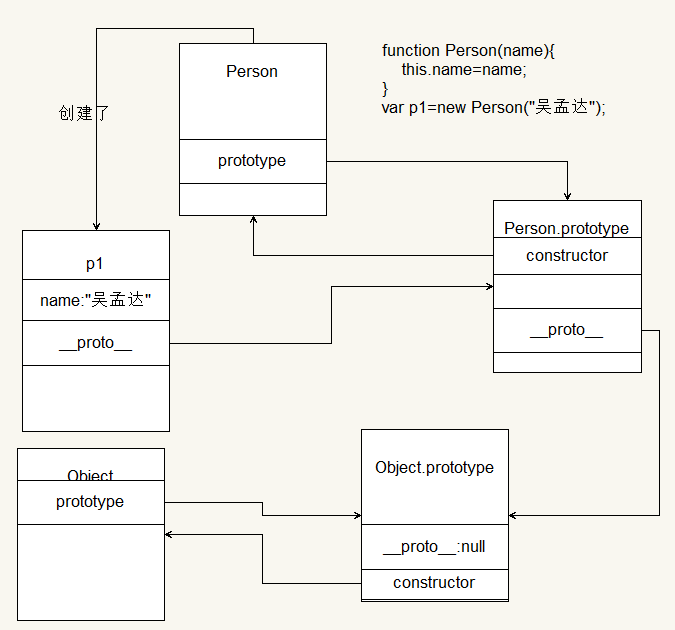 function Person(name){
this.name=name;
}
var p1=new Person("吴孟达");
Person
prototype
创建了
Person.prototype
constructor
__proto__
p1
name:"吴孟达"
__proto__
Object.prototype
__proto__:null
constructor
Object
prototype